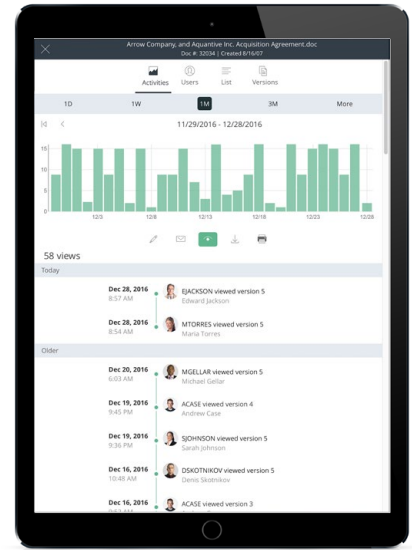 Arrow Company, and Aquantive Inc. Acquisition Agreement.doc
Doc #: 32034 | Created 8/16/07
Activities Users List Versions
1D 1W 1M 3M More
11/29/2016 - 12/28/2016
15
10
5
0
12/3 12/8 12/13 12/18 12/23 12/28
58 views
Today
Dec 28, 2016 EJACKSON viewed version 5
8:57 AM Edward Jackson
Dec 28, 2016 MTORRES viewed version 5
8:54 AM Maria Torres
Older
Dec 20, 2016 MGELLAR viewed version 5
6:03 AM Michael Gellar
Dec 19, 2016 ACASE viewed version 4
9:45 PM Andrew Case
Dec 19, 2016 SJOHNSON viewed version 5
9:36 PM Sarah Johnson
Dec 16, 2016 DSKOTNIKOV viewed version 5
10:48 AM Denis Skotnikov
Dec 16, 2016 ACASE viewed version 3